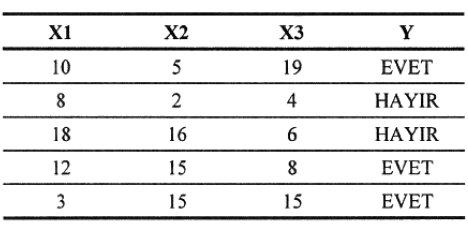 X1 X2 X3 Y
10 5 19 EVET
8 2 4 HAYIR
18 16 6 HAYIR
12 15 8 EVET
3 15 15 EVET